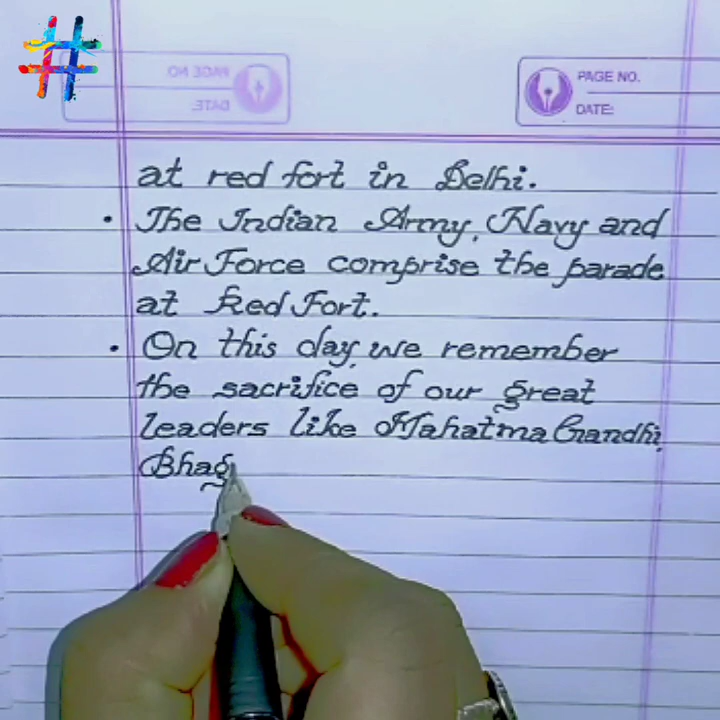 PAGE NO.
DATE:
at red fort in Delhi.
• The Indian Army, Navy and
Air Force comprise the parade
at Red Fort.
• On this day, we remember
the sacrifice of our great
leaders like Mahatma Gandhi,
Bhag